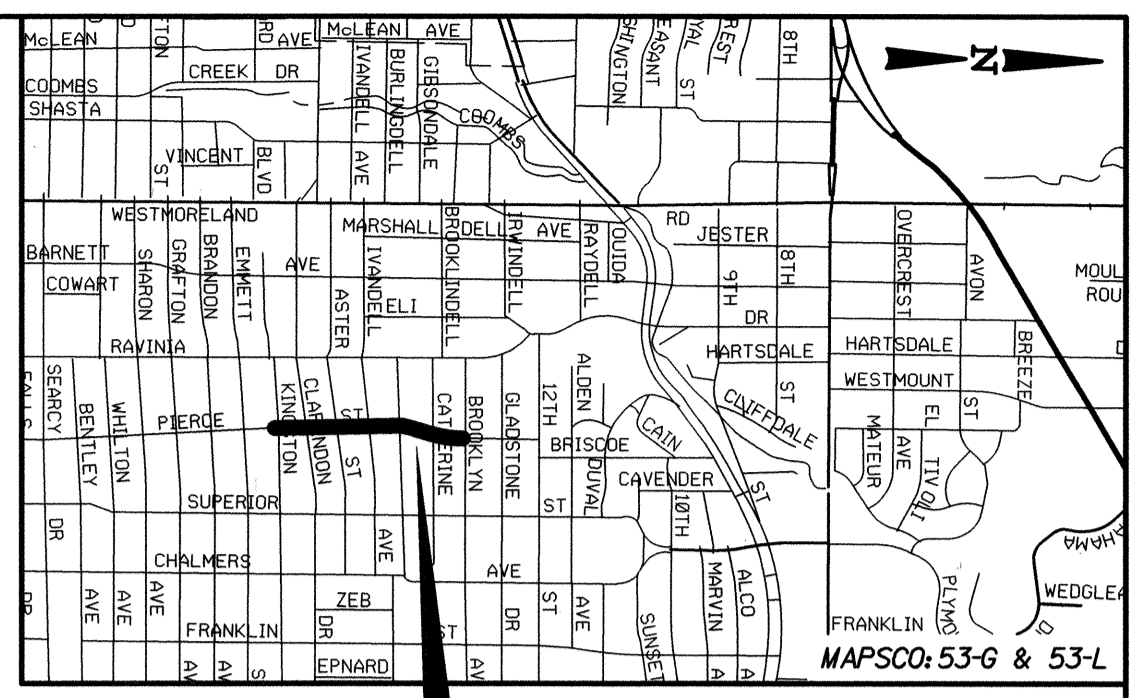 McLEAN
AVE
McLEAN AVE
8TH
CREEK DR
COOMBS
SHASTA
IVANDELL
AVE
BURLINGDELL
GIBSONDALE
COOMBS
PLEASANT
ST
N
VINCENT
ST
BLVD
WESTMORELAND
RD
MARSHALL DELL AVE
BROOKLINDELL
IRWINDELL
RAYDELL
OUIDA
JESTER
8TH
9TH
OVERCREST
AVON
BARNETT
AVE
COWART
SHARON
GRAFTON
BRANDON
EMMETT
ASTER
IVANDELL
ELI
DR
RAVINIA
HARTSDALE
HARTSDALE
BREEZE
WESTMOUNT
ST
ST
SEARCY
BENTLEY
WHILTON
PIERCE
ST
ST
BROOKLYN
GLADSTONE
12TH
ALDEN
BRISCOE
DUVAL
CAIN
CLIFFDALE
CAVENDER
ST
10TH
MATEUR
AVE
EL
TIVOLI
SUPERIOR
ST
DR
CHALMERS
AVE
AVE
AVE
AVE
AVE
ZEB
DR
DR
ST
AVE
SUNSET
MARVIN
ALCO
PLYMO
WEDGLEA
FRANKLIN
FRANKLIN
EPNARD
MAPSCO: 53-G & 53-L